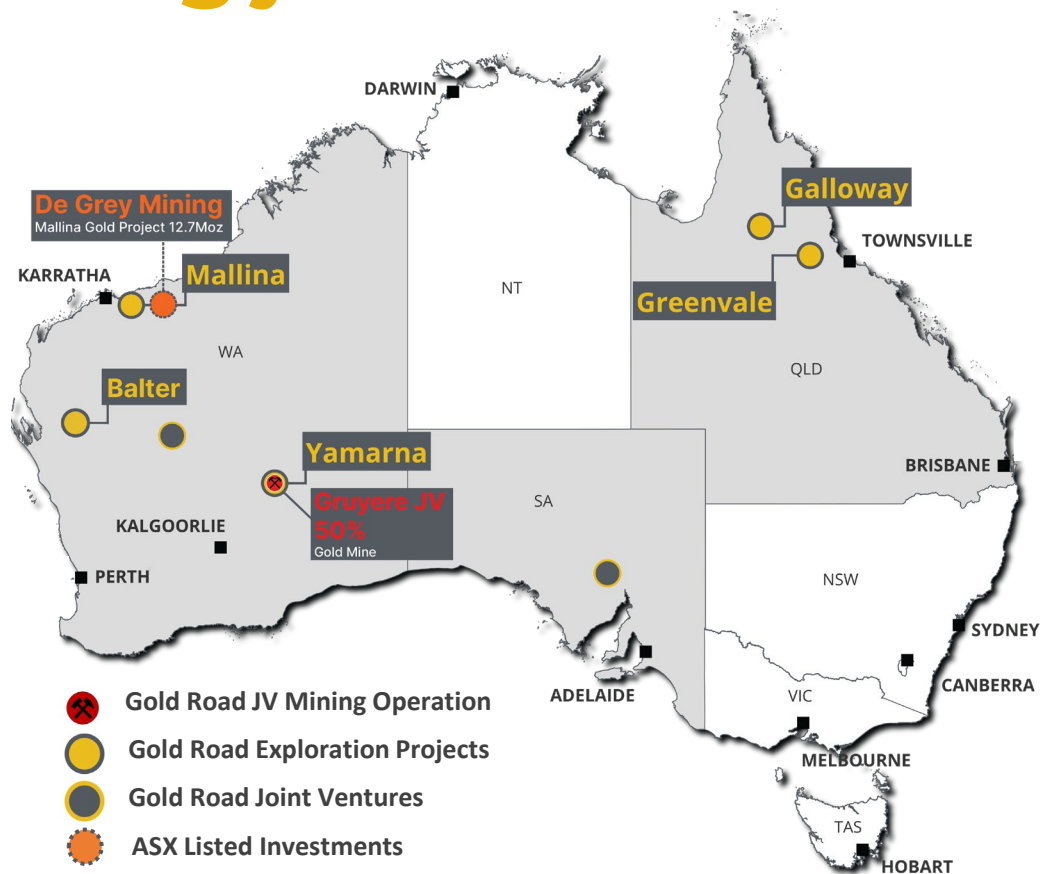 DARWIN
De Grey Mining
Mallina Gold Project 12.7Moz
Galloway
TOWNSVILLE
KARRATHA
Mallina
NT
Greenvale
WA
QLD
Balter
Yamarna
BRISBANE
Gruyere JV
50%
Gold Mine
SA
KALGOORLIE
PERTH
NSW
SYDNEY
CANBERRA
ADELAIDE
VIC
MELBOURNE
TAS
HOBART
Gold Road JV Mining Operation
Gold Road Exploration Projects
Gold Road Joint Ventures
ASX Listed Investments